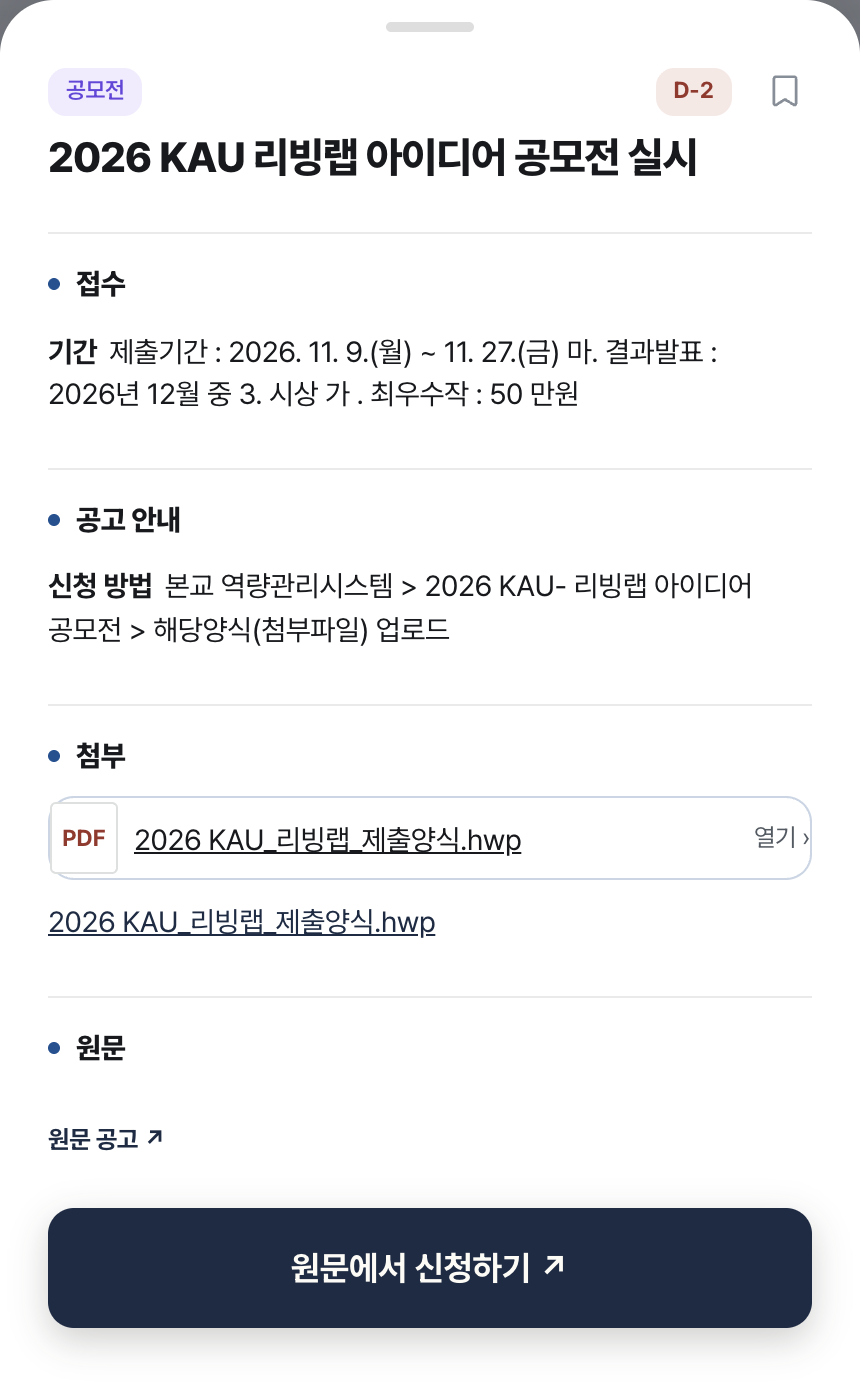 공모전
D-2
2026 KAU 리빙랩 아이디어 공모전 실시
접수
기간 제출기간 : 2026. 11. 9.(월) ~ 11. 27.(금) 마. 결과발표 :
2026년 12월 중 3. 시상 가 . 최우수작 : 50 만원
공고 안내
신청 방법 본교 역량관리시스템 > 2026 KAU- 리빙랩 아이디어
공모전 > 해당양식(첨부파일) 업로드
첨부
PDF 2026 KAU_리빙랩_제출양식.hwp 열기 ›
2026 KAU_리빙랩_제출양식.hwp
원문
원문 공고 ↗
원문에서 신청하기 ↗